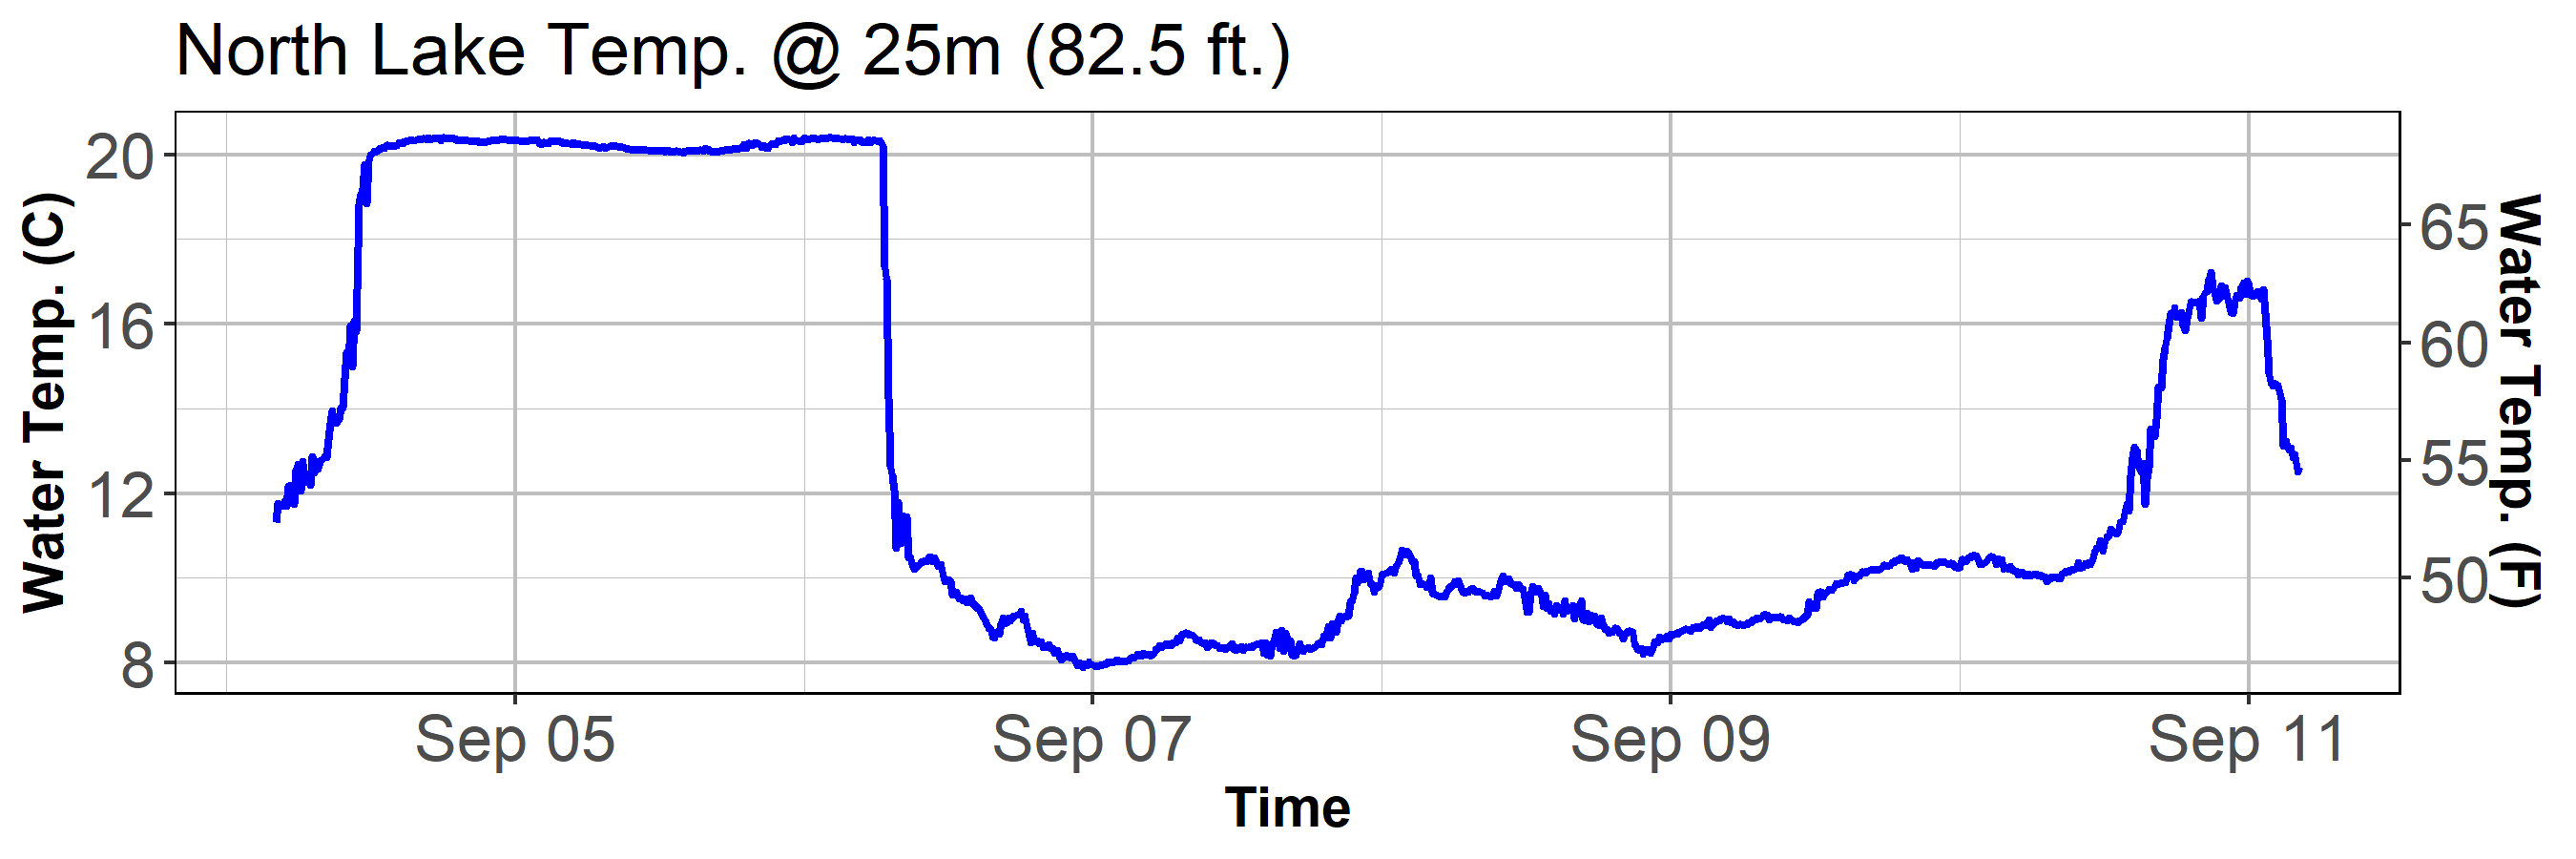 North Lake Temp. @ 25m (82.5 ft.)
Water Temp. (C)
20
16
12
8
65
60
55
50
Water Temp. (F)
Sep 05
Sep 07
Sep 09
Sep 11
Time